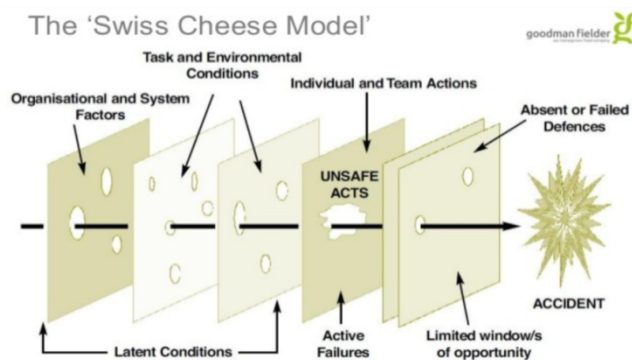 The 'Swiss Cheese Model'
goodman fielder
Task and Environmental
Conditions
Organisational and System
Factors
Individual and Team Actions
Absent or Failed
Defences
UNSAFE
ACTS
ACCIDENT
Latent Conditions
Active
Failures
Limited window/s
of opportunity